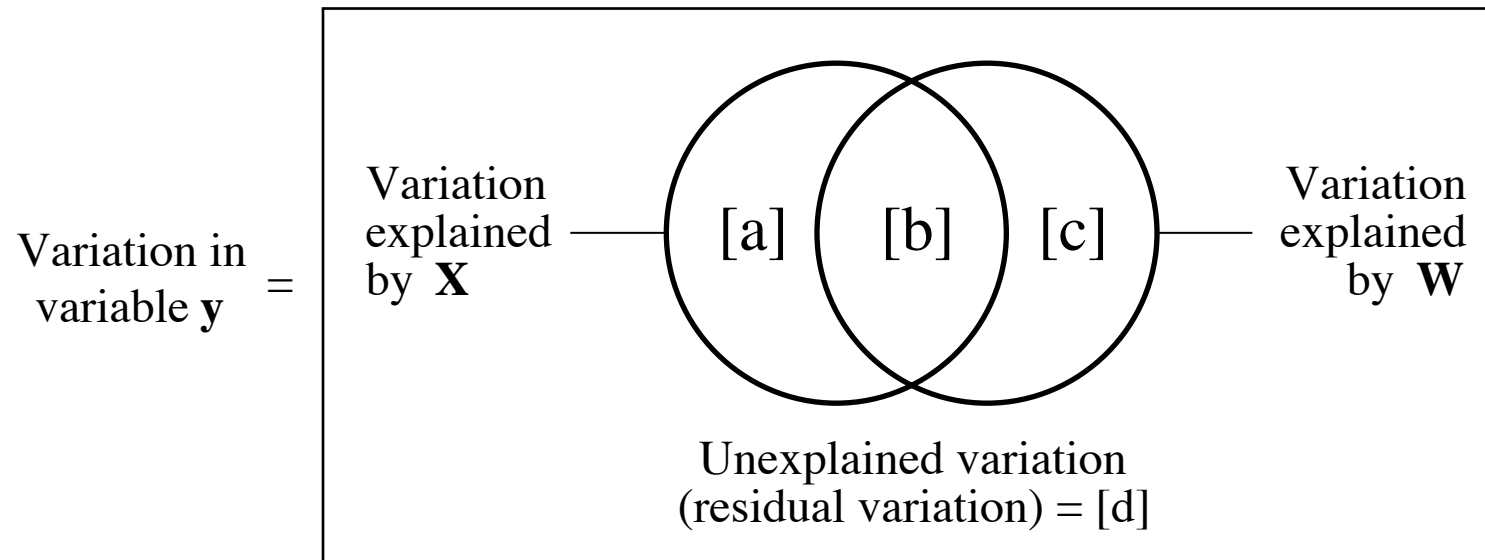 Variation in
variable y
=
Variation
explained
by X
[a]
[b]
[c]
Variation
explained
by W
Unexplained variation
(residual variation) = [d]